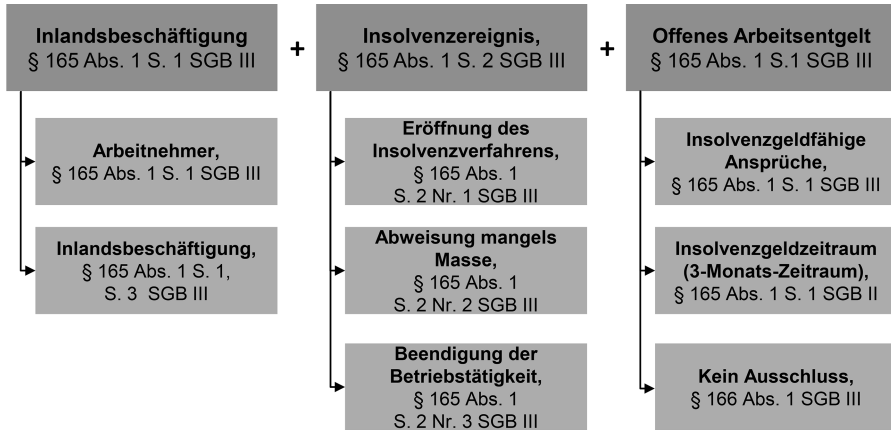 Inlandsbeschäftigung
§ 165 Abs. 1 S. 1 SGB III
+
Insolvenzereignis,
§ 165 Abs. 1 S. 2 SGB III
+
Offenes Arbeitsentgelt
§ 165 Abs. 1 S.1 SGB III
Arbeitnehmer,
§ 165 Abs. 1 S. 1 SGB III
Inlandsbeschäftigung,
§ 165 Abs. 1 S. 1,
S. 3 SGB III
Eröffnung des
Insolvenzverfahrens,
§ 165 Abs. 1
S. 2 Nr. 1 SGB III
Abweisung mangels
Masse,
§ 165 Abs. 1
S. 2 Nr. 2 SGB III
Beendigung der
Betriebstätigkeit,
§ 165 Abs. 1
S. 2 Nr. 3 SGB III
Insolvenzgeldfähige
Ansprüche,
§ 165 Abs. 1 S. 1 SGB III
Insolvenzgeldzeitraum
(3-Monats-Zeitraum),
§ 165 Abs. 1 S. 1 SGB II
Kein Ausschluss,
§ 166 Abs. 1 SGB III